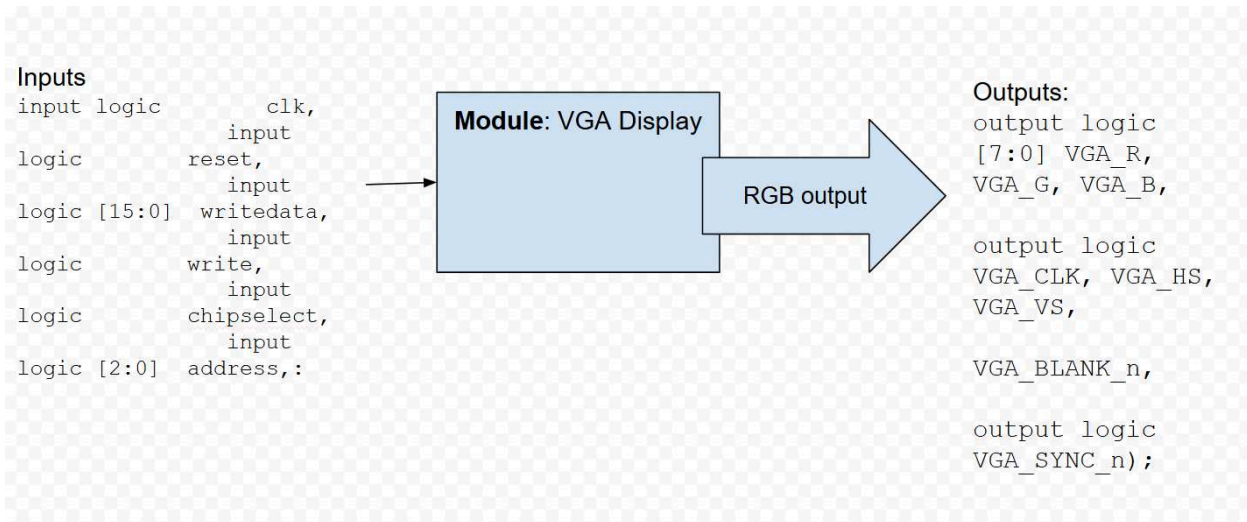 Inputs
input logic clk,
input
logic reset,
input
logic [15:0] writedata,
input
logic write,
input
logic chipselect,
input
logic [2:0] address,:
Module: VGA Display
RGB output
Outputs:
output logic
[7:0] VGA_R,
VGA_G, VGA_B,
output logic
VGA_CLK, VGA_HS,
VGA_VS,
VGA_BLANK_n,
output logic
VGA_SYNC_n);